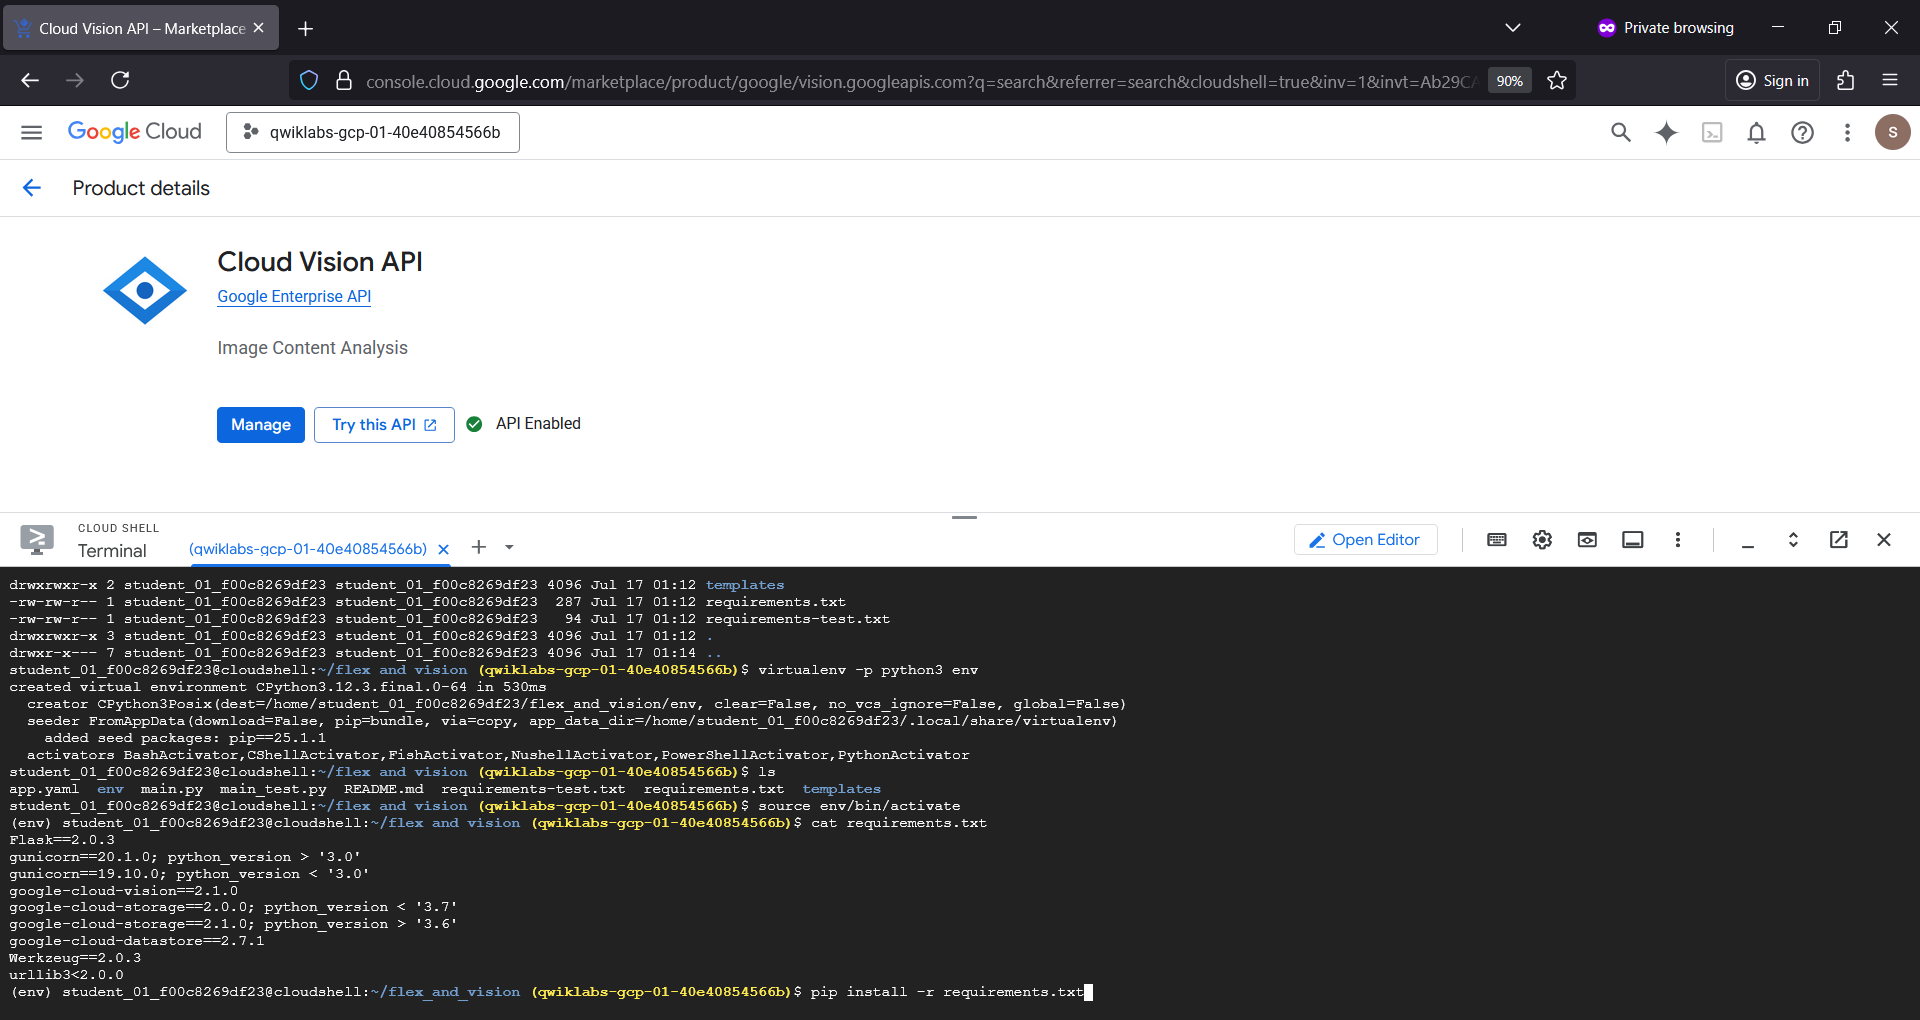 Cloud Vision API – Marketplace
Private browsing
console.cloud.google.com/marketplace/product/google/vision.googleapis.com?q=search&referrer=search&cloudshell=true&inv=1&invt=Ab29CA
90%
Sign in
Google Cloud
qwiklabs-gcp-01-40e40854566b
S
Product details
Cloud Vision API
Google Enterprise API
Image Content Analysis
Manage
Try this API
API Enabled
CLOUD SHELL
Terminal
(qwiklabs-gcp-01-40e40854566b)
Open Editor
drwxrwxr-x 2 student_01_f00c8269df23 student_01_f00c8269df23 4096 Jul 17 01:12 templates
-rw-rw-r-- 1 student_01_f00c8269df23 student_01_f00c8269df23  287 Jul 17 01:12 requirements.txt
-rw-rw-r-- 1 student_01_f00c8269df23 student_01_f00c8269df23   94 Jul 17 01:12 requirements-test.txt
drwxrwxr-x 3 student_01_f00c8269df23 student_01_f00c8269df23 4096 Jul 17 01:12 .
drwxr-x--- 7 student_01_f00c8269df23 student_01_f00c8269df23 4096 Jul 17 01:14 ..
student_01_f00c8269df23@cloudshell:~/flex_and_vision (qwiklabs-gcp-01-40e40854566b)$ virtualenv -p python3 env
created virtual environment CPython3.12.3.final.0-64 in 530ms
  creator CPython3Posix(dest=/home/student_01_f00c8269df23/flex_and_vision/env, clear=False, no_vcs_ignore=False, global=False)
  seeder FromAppData(download=False, pip=bundle, via=copy, app_data_dir=/home/student_01_f00c8269df23/.local/share/virtualenv)
    added seed packages: pip==25.1.1
  activators BashActivator,CShellActivator,FishActivator,NushellActivator,PowerShellActivator,PythonActivator
student_01_f00c8269df23@cloudshell:~/flex_and_vision (qwiklabs-gcp-01-40e40854566b)$ ls
app.yaml  env  main.py  main_test.py  README.md  requirements-test.txt  requirements.txt  templates
student_01_f00c8269df23@cloudshell:~/flex_and_vision (qwiklabs-gcp-01-40e40854566b)$ source env/bin/activate
(env) student_01_f00c8269df23@cloudshell:~/flex_and_vision (qwiklabs-gcp-01-40e40854566b)$ cat requirements.txt
Flask==2.0.3
gunicorn==20.1.0; python_version > '3.0'
gunicorn==19.10.0; python_version < '3.0'
google-cloud-vision==2.1.0
google-cloud-storage==2.0.0; python_version < '3.7'
google-cloud-storage==2.1.0; python_version > '3.6'
google-cloud-datastore==2.7.1
Werkzeug==2.0.3
urllib3<2.0.0
(env) student_01_f00c8269df23@cloudshell:~/flex_and_vision (qwiklabs-gcp-01-40e40854566b)$ pip install -r requirements.txt